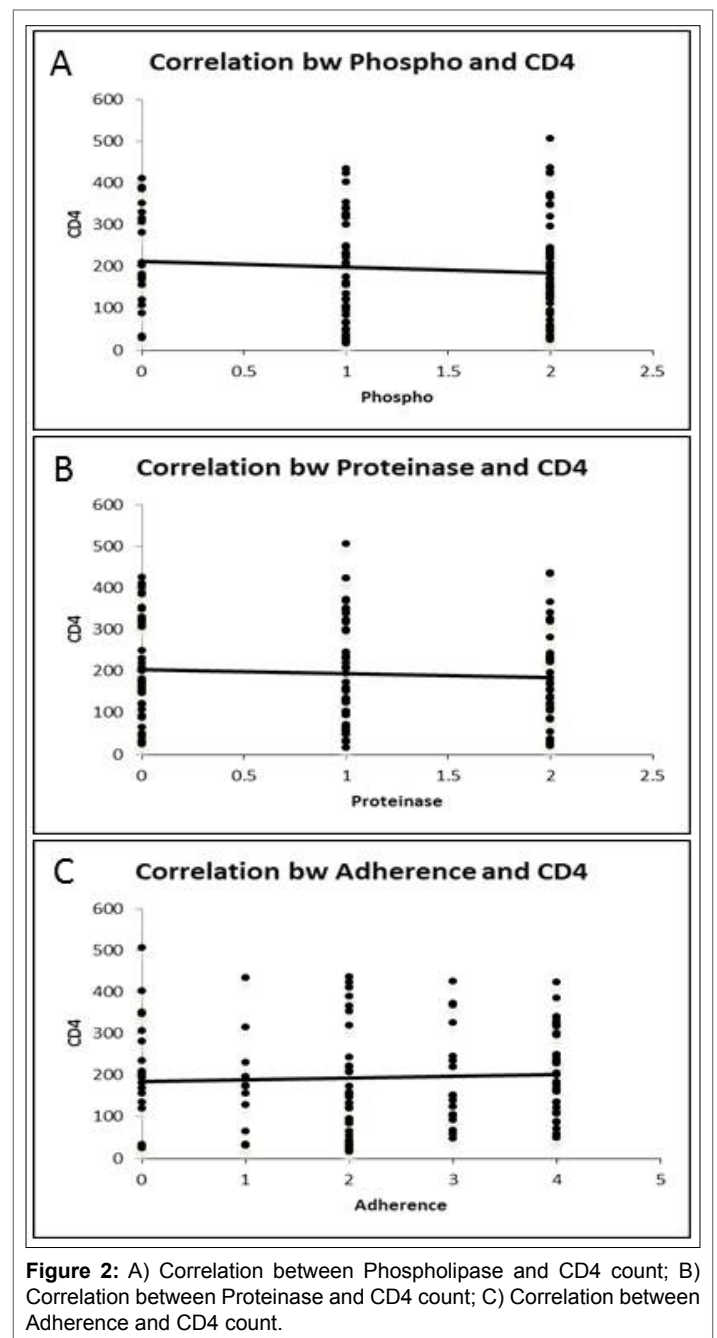 A
Correlation bw Phospho and CD4
600
500
400
300
200
100
0
CD4
0 0.5 1 1.5 2 2.5
Phospho
B
Correlation bw Proteinase and CD4
600
500
400
300
200
100
0
CD4
0 0.5 1 1.5 2 2.5
Proteinase
C
Correlation bw Adherence and CD4
600
500
400
300
200
100
0
CD4
0 1 2 3 4 5
Adherence
Figure 2: A) Correlation between Phospholipase and CD4 count; B)
Correlation between Proteinase and CD4 count; C) Correlation between
Adherence and CD4 count.